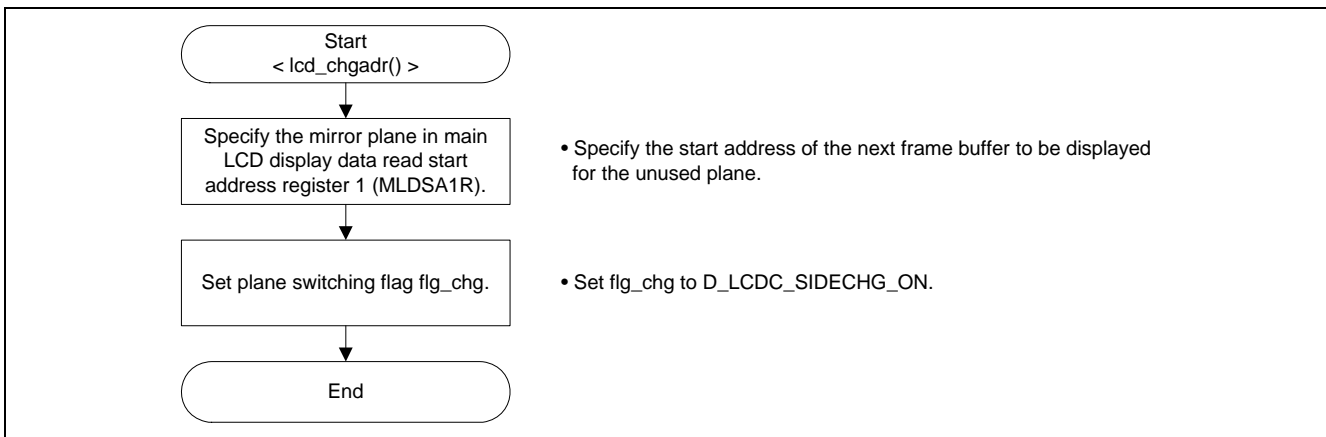 Start
< lcd_chgadr() >
Specify the mirror plane in main
LCD display data read start
address register 1 (MLDSA1R).
• Specify the start address of the next frame buffer to be displayed
for the unused plane.
Set plane switching flag flg_chg.
• Set flg_chg to D_LCDC_SIDECHG_ON.
End